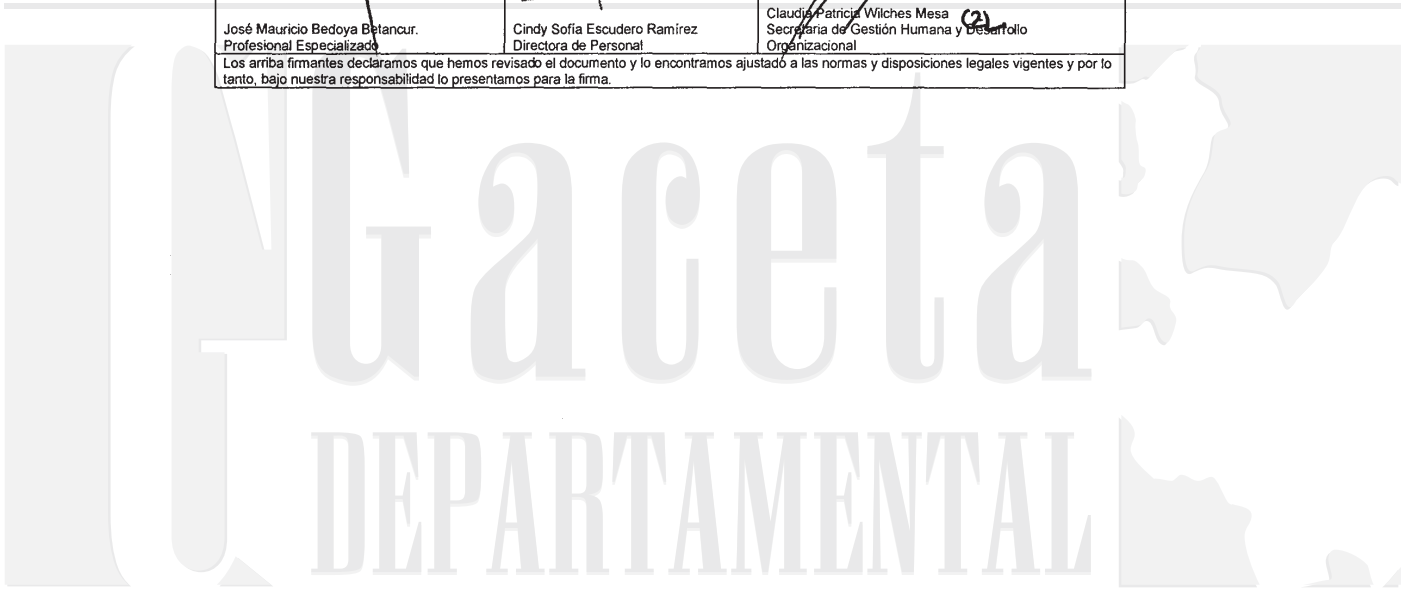 Claudia Patricia Wilches Mesa (2)
José Mauricio Bedoya Betancur. Cindy Sofía Escudero Ramírez Secretaria de Gestión Humana y Desarrollo
Profesional Especializado Directora de Personal Organizacional
Los arriba firmantes declaramos que hemos revisado el documento y lo encontramos ajustado a las normas y disposiciones legales vigentes y por lo
tanto, bajo nuestra responsabilidad lo presentamos para la firma.
Gaceta
DEPARTAMENTAL